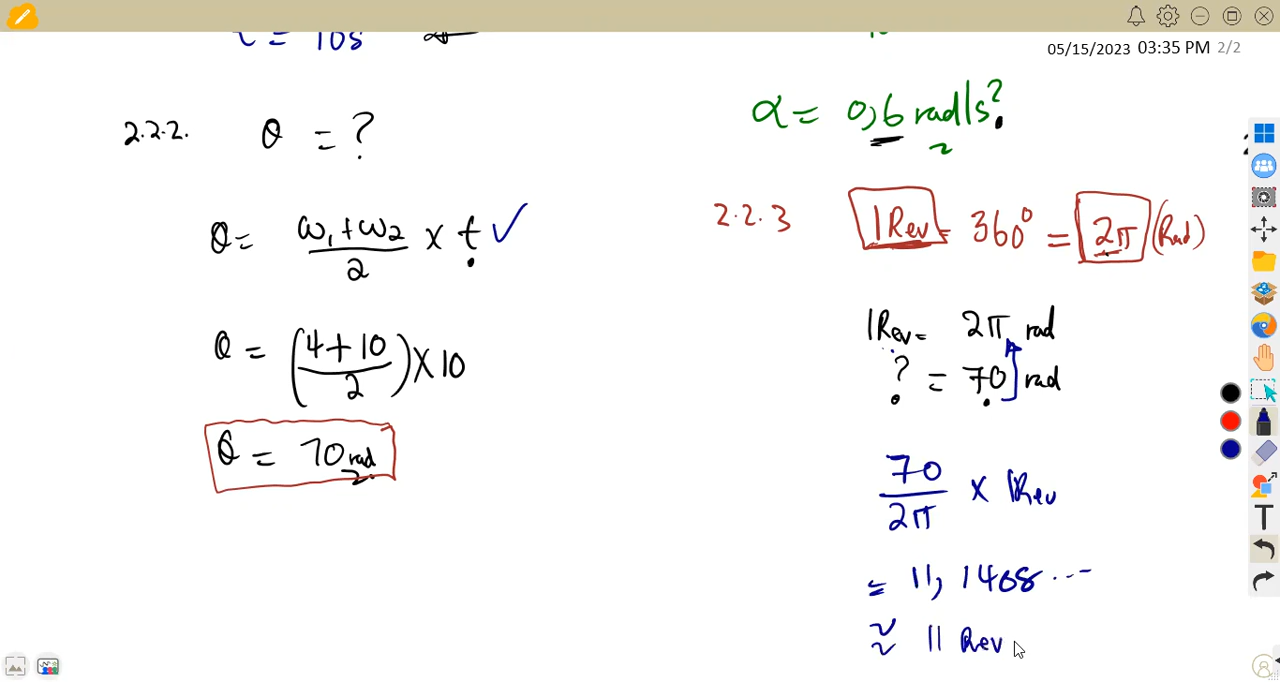 05/15/2023 03:35 PM 2/2
= 10s
2.2.2. θ = ?
θ = ω₁+ω₂/2 × t ✓
θ = (4+10/2) × 10
θ = 70 rad
α = 0,6 rad/s²
2.2.3 1Rev = 360° = 2π (Rad)
1Rev = 2π rad
? = 70 rad
70/2π × 1Rev
= 11,1408...
≈ 11 Rev